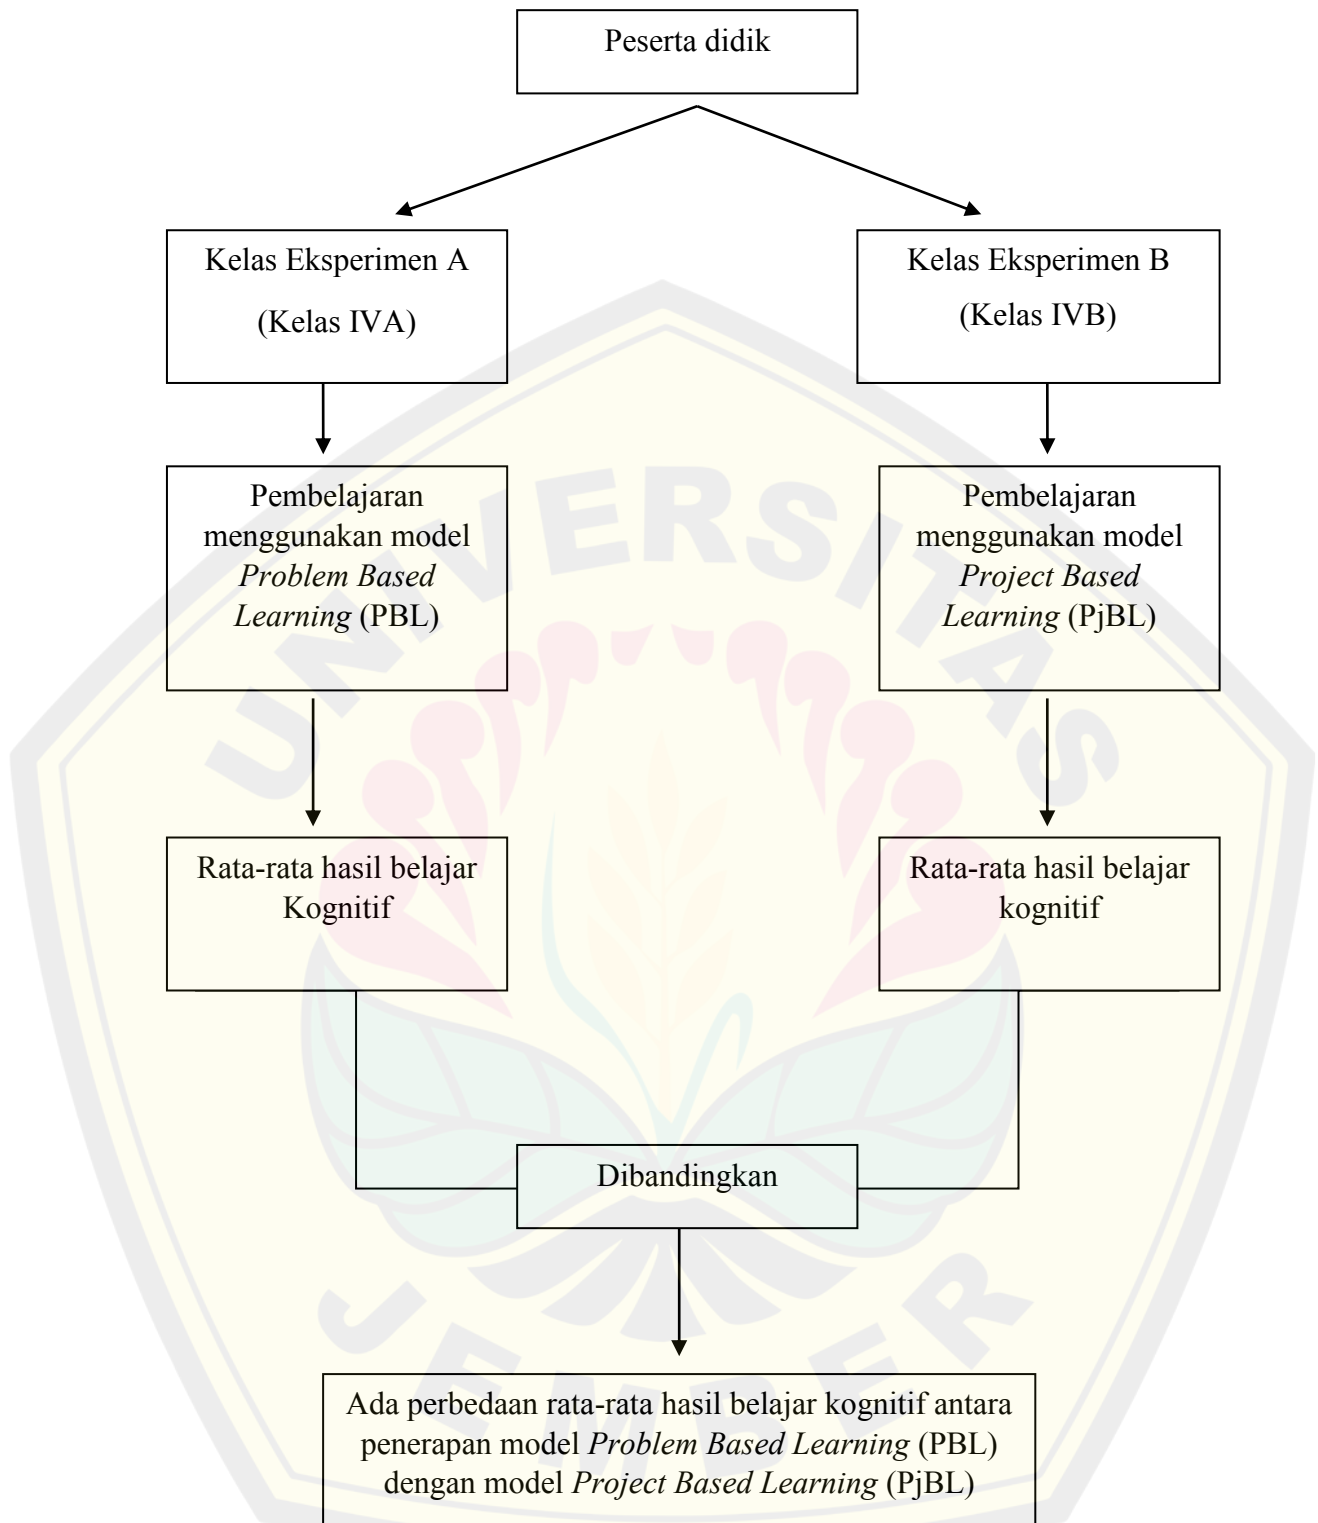 Peserta didik
Kelas Eksperimen A
(Kelas IVA)
Kelas Eksperimen B
(Kelas IVB)
Pembelajaran
menggunakan model
Problem Based
Learning (PBL)
Pembelajaran
menggunakan model
Project Based
Learning (PjBL)
Rata-rata hasil belajar
Kognitif
Rata-rata hasil belajar
kognitif
Dibandingkan
Ada perbedaan rata-rata hasil belajar kognitif antara
penerapan model Problem Based Learning (PBL)
dengan model Project Based Learning (PjBL)
UNIVERSITAS
JEMBER